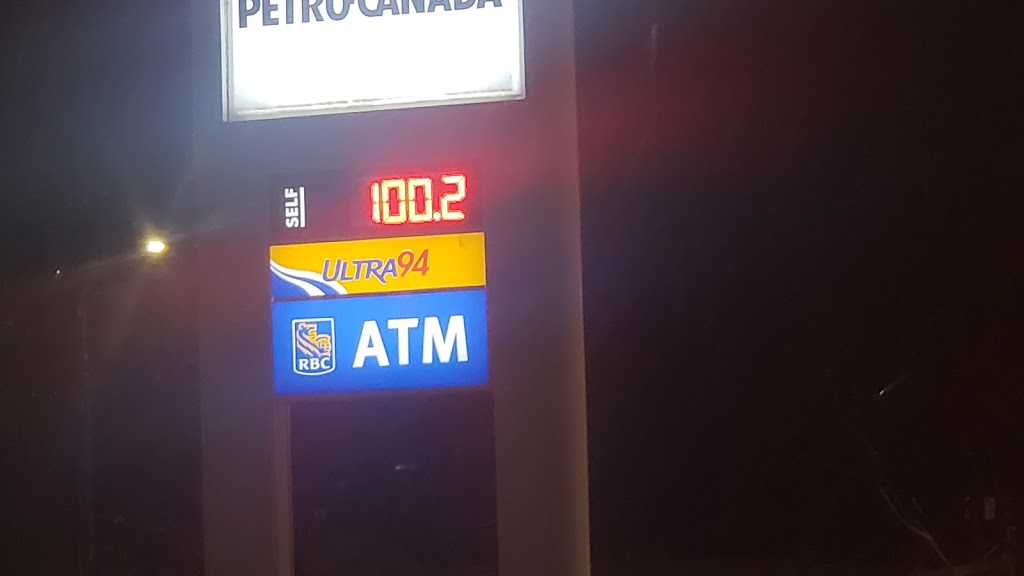 PETRO-CANADA
SELF 100.2
ULTRA94
RBC ATM